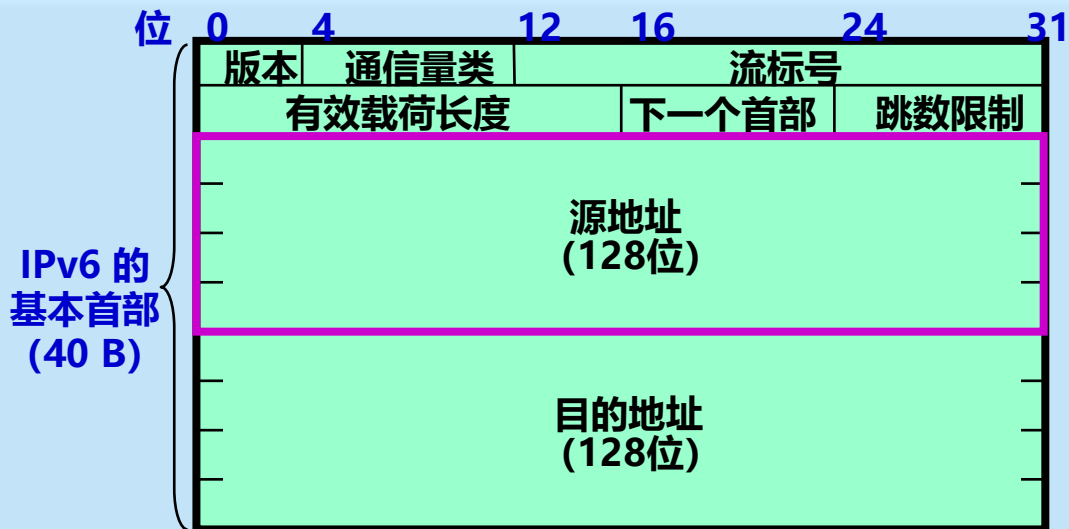 位 0 4 12 16 24 31
版本 通信量类 流标号
有效载荷长度 下一个首部 跳数限制
源地址
(128位)
IPv6 的
基本首部
(40 B)
目的地址
(128位)